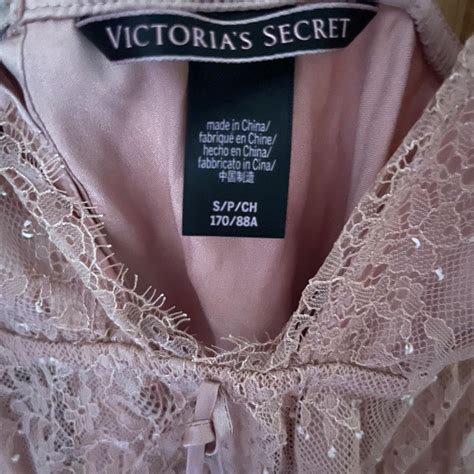 VICTORIA'S SECRET
made in China/
fabriqué en Chine/
hecho en China/
fabbricato in Cina/
中国制造
S/P/CH
170/88A